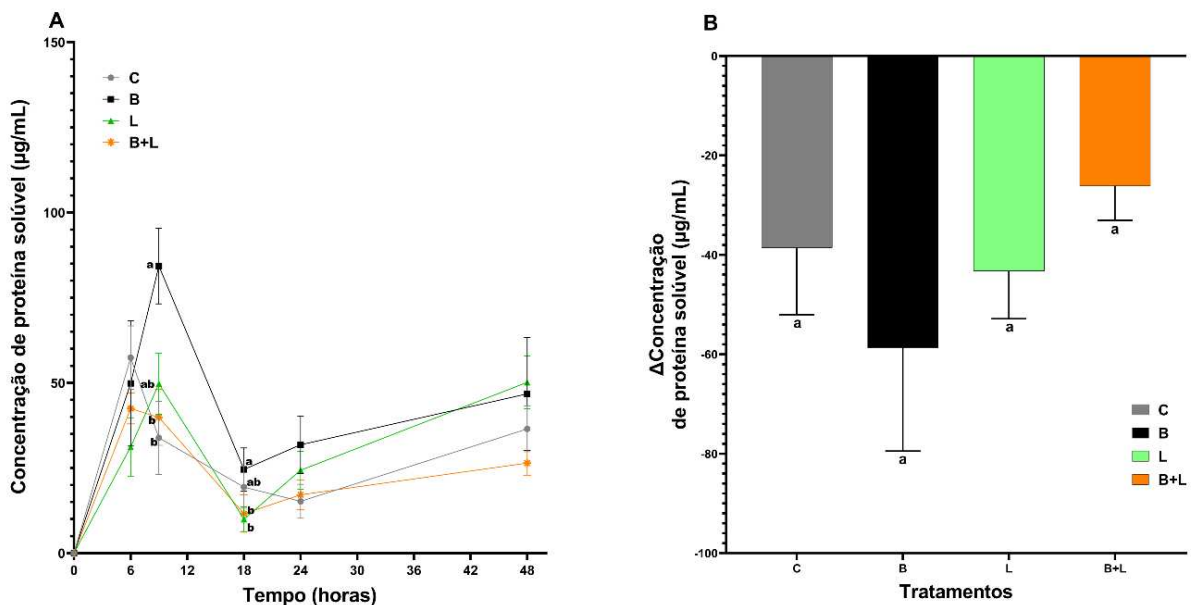 A
Concentração de proteína solúvel (µg/mL)
150
100
50
0
C
B
L
B+L
a
ab
b
b
a
ab
b
b
0 6 12 18 24 30 36 42 48
Tempo (horas)
B
ΔConcentração
de proteína solúvel (µg/mL)
0
-20
-40
-60
-80
-100
a
a
a
a
C
B
L
B+L
C B L B+L
Tratamentos